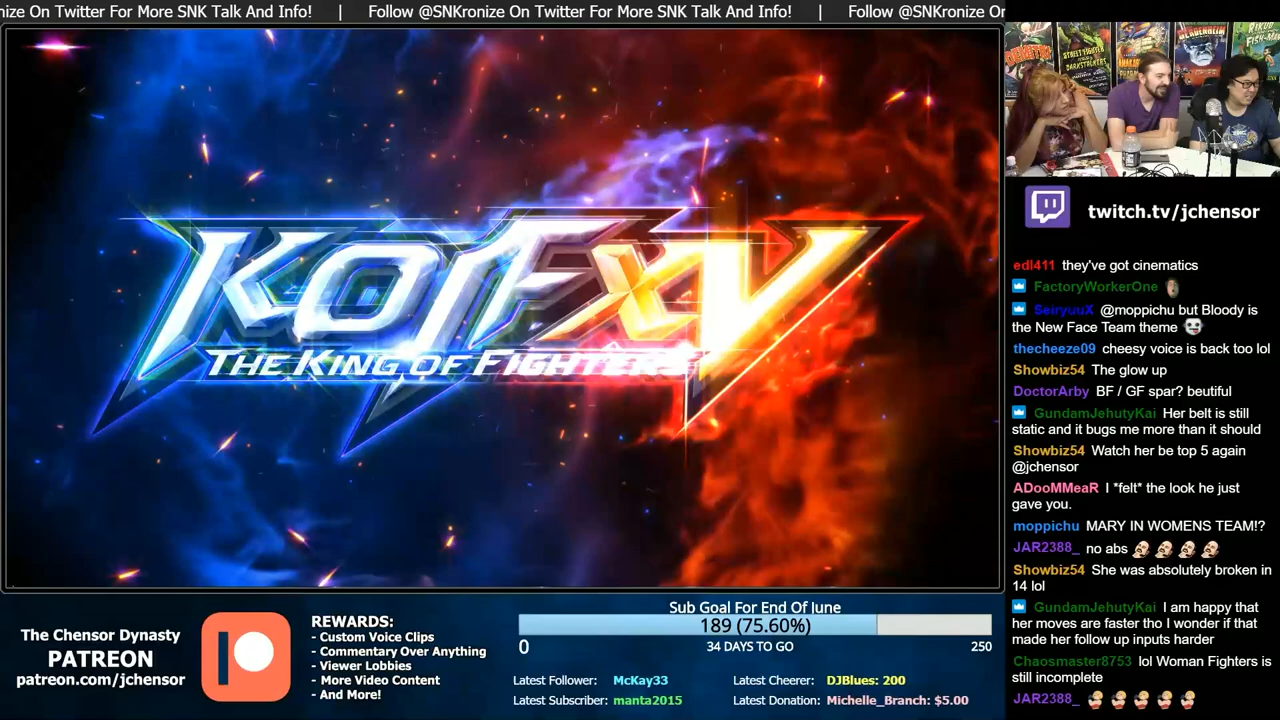 nize On Twitter For More SNK Talk And Info! | Follow @SNKronize On Twitter For More SNK Talk And Info! | Follow @SNKronize On
KOFXV
THE KING OF FIGHTERS
twitch.tv/jchensor
edl411 they've got cinematics
FactoryWorkerOne
SeiryuuX @moppichu but Bloody is
the New Face Team theme
thecheeze09 cheesy voice is back too lol
Showbiz54 The glow up
DoctorArby BF / GF spar? beutiful
GundamJehutyKai Her belt is still
static and it bugs me more than it should
Showbiz54 Watch her be top 5 again
@jchensor
ADooMMeaR I *felt* the look he just
gave you.
moppichu MARY IN WOMENS TEAM!?
JAR2388_ no abs
Showbiz54 She was absolutely broken in
14 lol
GundamJehutyKai I am happy that
her moves are faster tho I wonder if that
made her follow up inputs harder
Chaosmaster8753 lol Woman Fighters is
still incomplete
JAR2388_
The Chensor Dynasty
PATREON
patreon.com/jchensor
REWARDS:
- Custom Voice Clips
- Commentary Over Anything
- Viewer Lobbies
- More Video Content
- And More!
Sub Goal For End Of June
189 (75.60%)
0 34 DAYS TO GO 250
Latest Follower: McKay33 Latest Cheerer: DJBlues: 200
Latest Subscriber: manta2015 Latest Donation: Michelle_Branch: $5.00